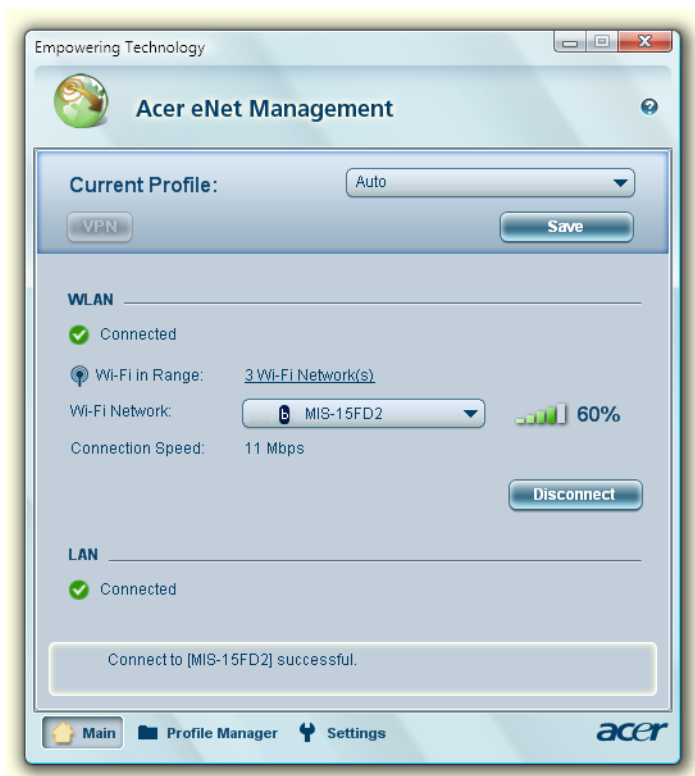 Empowering Technology
Acer eNet Management
Current Profile: Auto
VPN Save
WLAN
Connected
Wi-Fi in Range: 3 Wi-Fi Network(s)
Wi-Fi Network: b MIS-15FD2 60%
Connection Speed: 11 Mbps
Disconnect
LAN
Connected
Connect to [MIS-15FD2] successful.
Main Profile Manager Settings acer